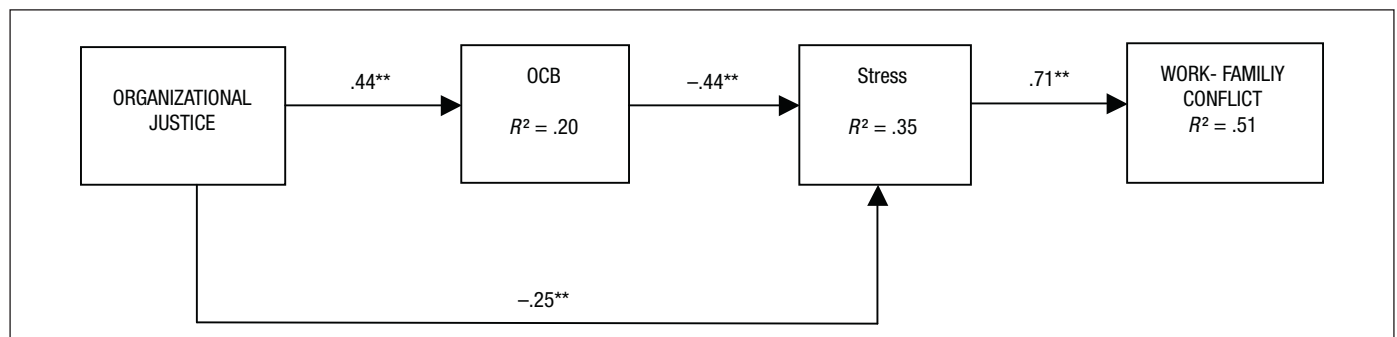 ORGANIZATIONAL
JUSTICE
.44**
OCB
R² = .20
–.44**
Stress
R² = .35
.71**
WORK- FAMILIY
CONFLICT
R² = .51
–.25**